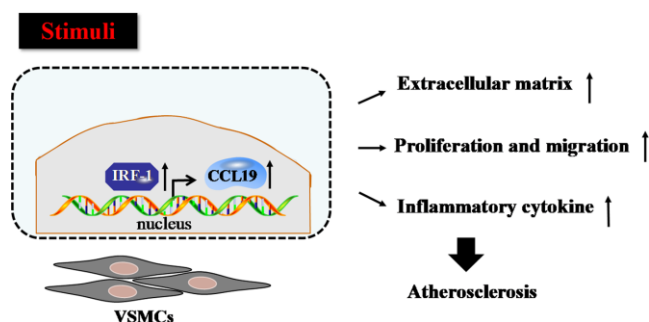 Stimuli
Extracellular matrix
IRF-1
CCL19
Proliferation and migration
nucleus
Inflammatory cytokine
Atherosclerosis
VSMCs